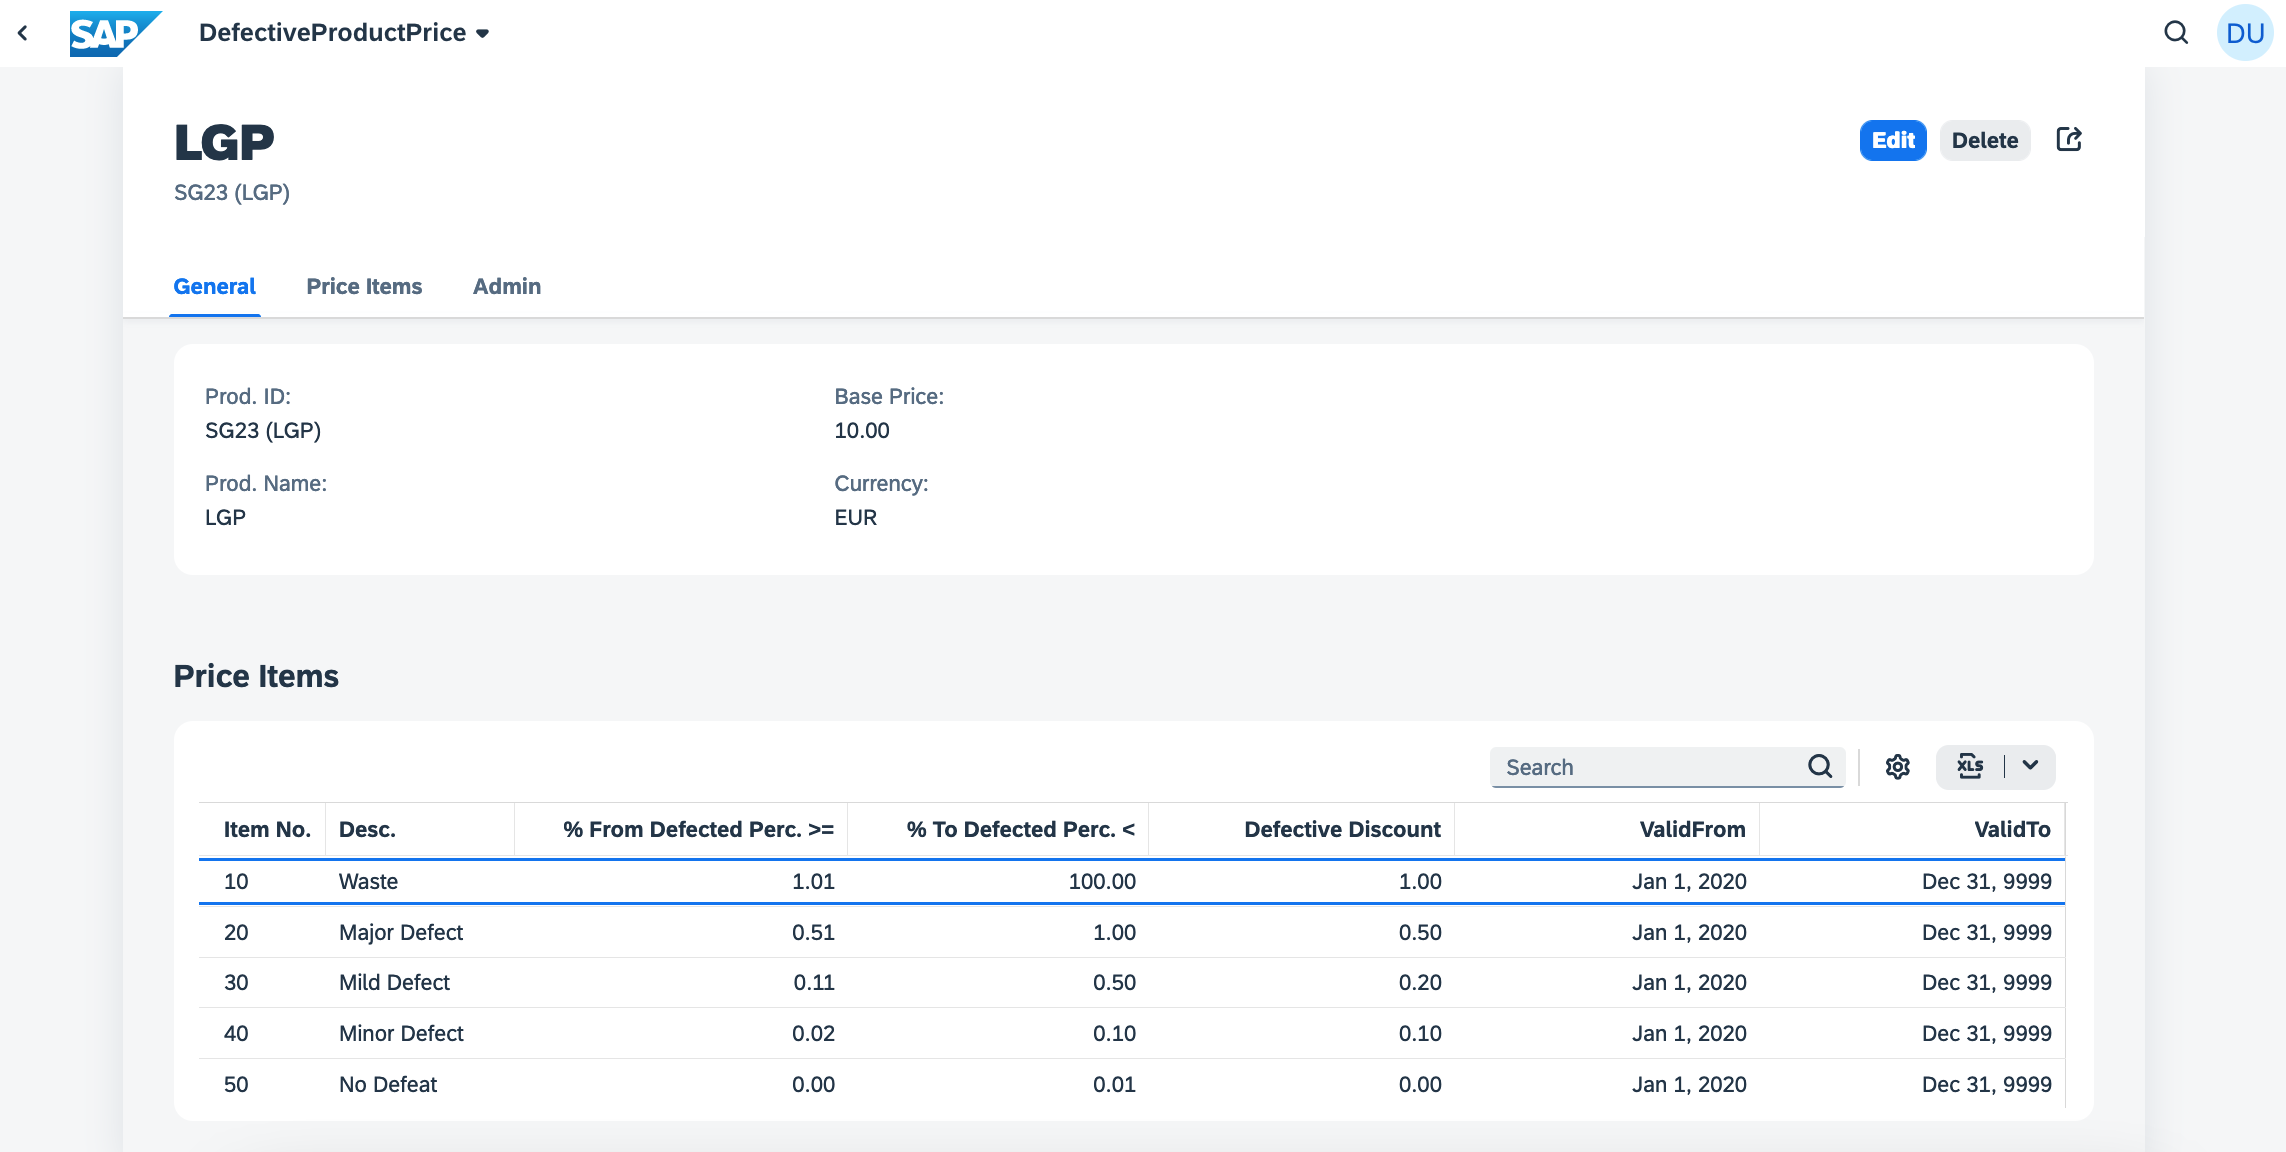 SAP DefectiveProductPrice DU
LGP
Edit Delete
SG23 (LGP)
General Price Items Admin
Prod. ID: Base Price:
SG23 (LGP) 10.00
Prod. Name: Currency:
LGP EUR
Price Items
Search XLS
Item No. Desc. % From Defected Perc. >= % To Defected Perc. < Defective Discount ValidFrom ValidTo
10 Waste 1.01 100.00 1.00 Jan 1, 2020 Dec 31, 9999
20 Major Defect 0.51 1.00 0.50 Jan 1, 2020 Dec 31, 9999
30 Mild Defect 0.11 0.50 0.20 Jan 1, 2020 Dec 31, 9999
40 Minor Defect 0.02 0.10 0.10 Jan 1, 2020 Dec 31, 9999
50 No Defeat 0.00 0.01 0.00 Jan 1, 2020 Dec 31, 9999